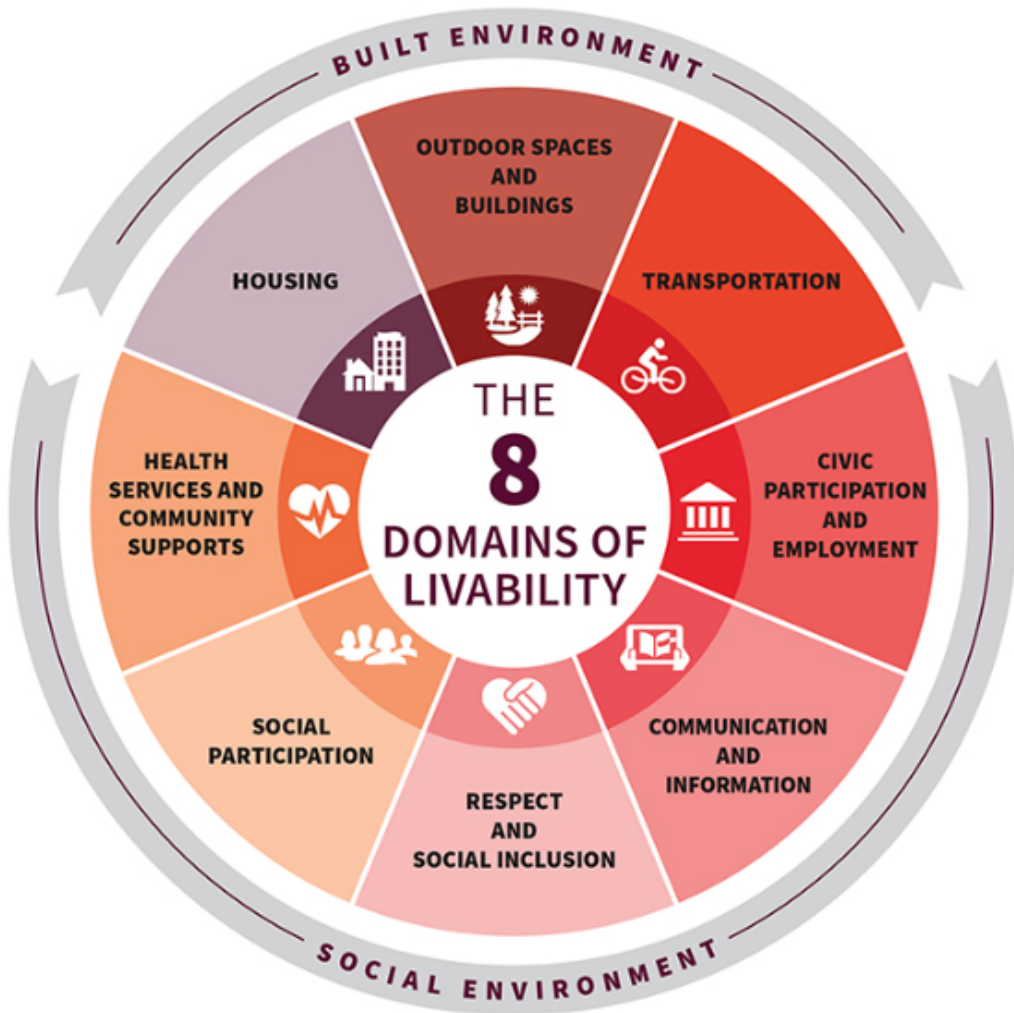 BUILT ENVIRONMENT
OUTDOOR SPACES
AND
BUILDINGS
HOUSING
TRANSPORTATION
THE
8
DOMAINS OF
LIVABILITY
HEALTH
SERVICES AND
COMMUNITY
SUPPORTS
CIVIC
PARTICIPATION
AND
EMPLOYMENT
SOCIAL
PARTICIPATION
COMMUNICATION
AND
INFORMATION
RESPECT
AND
SOCIAL INCLUSION
SOCIAL ENVIRONMENT